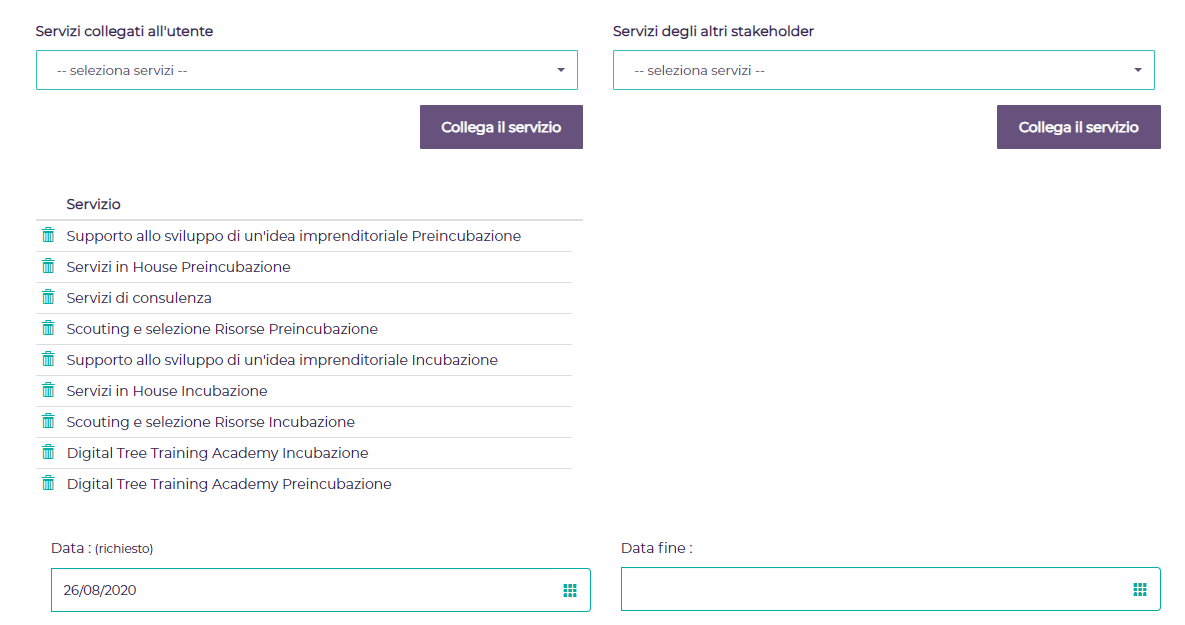 Servizi collegati all'utente
Servizi degli altri stakeholder
-- seleziona servizi --
-- seleziona servizi --
Collega il servizio
Collega il servizio
Servizio
Supporto allo sviluppo di un'idea imprenditoriale Preincubazione
Servizi in House Preincubazione
Servizi di consulenza
Scouting e selezione Risorse Preincubazione
Supporto allo sviluppo di un'idea imprenditoriale Incubazione
Servizi in House Incubazione
Scouting e selezione Risorse Incubazione
Digital Tree Training Academy Incubazione
Digital Tree Training Academy Preincubazione
Data : (richiesto)
Data fine :
26/08/2020